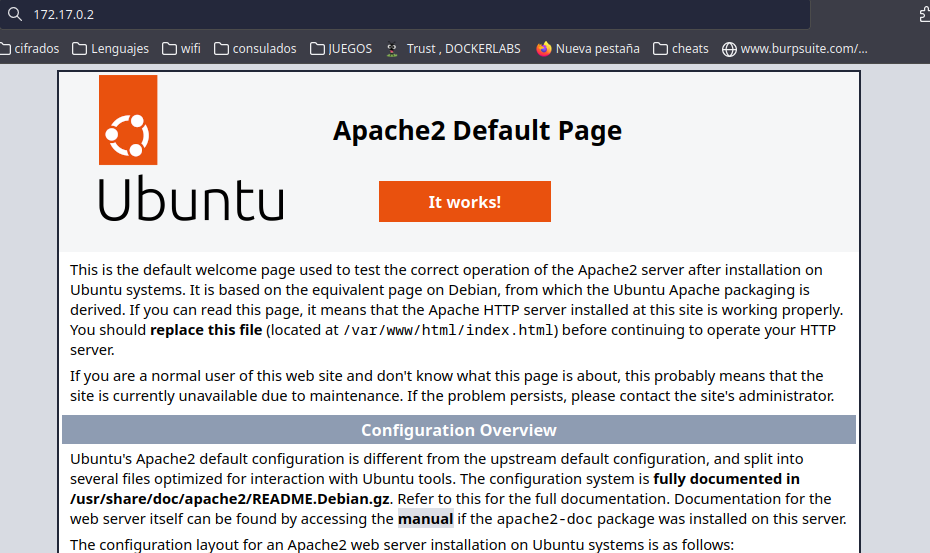 172.17.0.2
cifrados Lenguajes wifi consulados JUEGOS Trust , DOCKERLABS Nueva pestaña cheats www.burpsuite.com/...
Apache2 Default Page
Ubuntu
It works!
This is the default welcome page used to test the correct operation of the Apache2 server after installation on
Ubuntu systems. It is based on the equivalent page on Debian, from which the Ubuntu Apache packaging is
derived. If you can read this page, it means that the Apache HTTP server installed at this site is working properly.
You should replace this file (located at /var/www/html/index.html) before continuing to operate your HTTP
server.
If you are a normal user of this web site and don't know what this page is about, this probably means that the
site is currently unavailable due to maintenance. If the problem persists, please contact the site's administrator.
Configuration Overview
Ubuntu's Apache2 default configuration is different from the upstream default configuration, and split into
several files optimized for interaction with Ubuntu tools. The configuration system is fully documented in
/usr/share/doc/apache2/README.Debian.gz. Refer to this for the full documentation. Documentation for the
web server itself can be found by accessing the manual if the apache2-doc package was installed on this server.
The configuration layout for an Apache2 web server installation on Ubuntu systems is as follows: